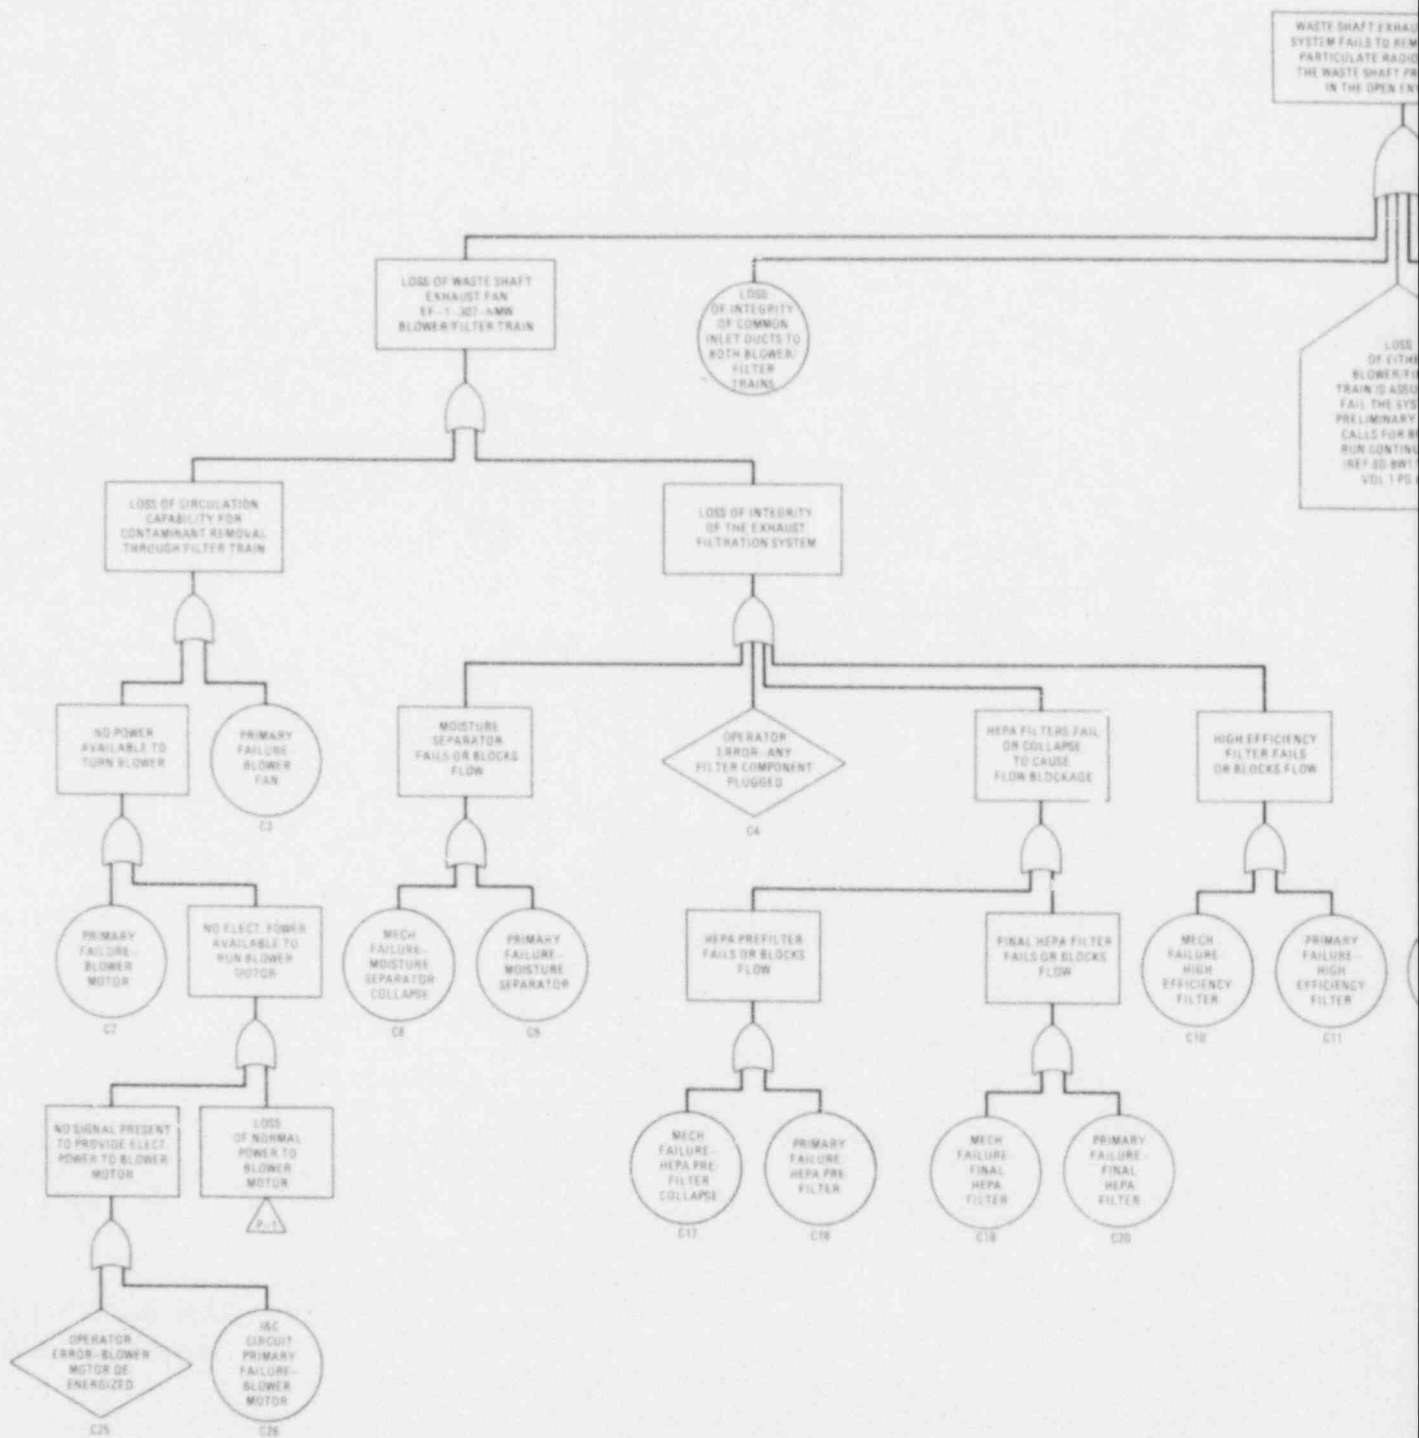 WASTE SHAFT EXHAU
SYSTEM FAILS TO REM
PARTICULATE RADIO
THE WASTE SHAFT PR
IN THE OPEN EN
LOSS OF WASTE SHAFT
EXHAUST FAN
BLOWER/FILTER TRAIN
LOSS
OF INTEGRITY
OF COMMON
INLET DUCTS TO
BOTH BLOWER/
FILTER
TRAINS
LOSS
OF EITHE
BLOWER/FI
TRAIN IS ASSU
FAIL THE SYS
PRELIMINARY
CALLS FOR
RUN CONTINU
VOL 1 PG
LOSS OF CIRCULATION
CAPABILITY FOR
CONTAMINANT REMOVAL
THROUGH FILTER TRAIN
LOSS OF INTEGRITY
OF THE EXHAUST
FILTRATION SYSTEM
NO POWER
AVAILABLE TO
TURN BLOWER
PRIMARY
FAILURE-
BLOWER
FAN
C3
MOISTURE
SEPARATOR
FAILS OR BLOCKS
FLOW
OPERATOR
ERROR-ANY
FILTER COMPONENT
PLUGGED
HEPA FILTERS FAIL
OR COLLAPSE
TO CAUSE
FLOW BLOCKAGE
HIGH EFFICIENCY
FILTER FAILS
OR BLOCKS FLOW
PRIMARY
FAILURE-
BLOWER
MOTOR
C7
NO ELECT. POWER
AVAILABLE TO
RUN BLOWER
MOTOR
MECH
FAILURE-
MOISTURE
SEPARATOR
COLLAPSE
C8
PRIMARY
FAILURE-
MOISTURE
SEPARATOR
C9
HEPA PREFILTER
FAILS OR BLOCKS
FLOW
FINAL HEPA FILTER
FAILS OR BLOCKS
FLOW
MECH
FAILURE-
HIGH
EFFICIENCY
FILTER
C10
PRIMARY
FAILURE-
HIGH
EFFICIENCY
FILTER
C11
NO SIGNAL PRESENT
TO PROVIDE ELECT.
POWER TO BLOWER
MOTOR
LOSS
OF NORMAL
POWER TO
BLOWER
MOTOR
P-1
MECH
FAILURE-
HEPA PRE
FILTER
COLLAPSE
C17
PRIMARY
FAILURE-
HEPA PRE
FILTER
C18
MECH
FAILURE-
FINAL
HEPA
FILTER
C19
PRIMARY
FAILURE-
FINAL
HEPA
FILTER
C20
OPERATOR
ERROR-BLOWER
MOTOR DE
ENERGIZED
C25
I&C
CIRCUIT
PRIMARY
FAILURE-
BLOWER
MOTOR
C26